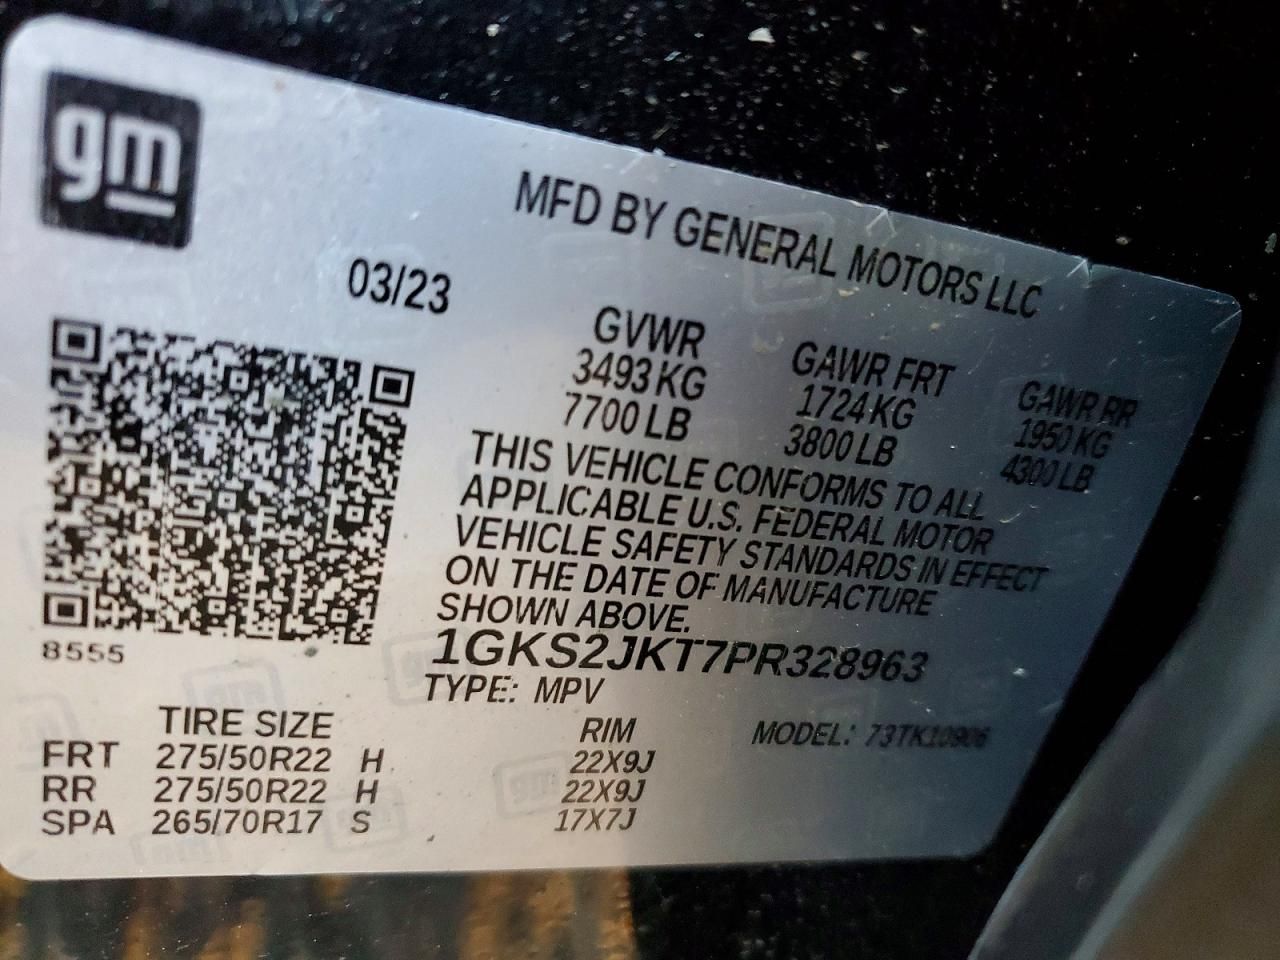 gm
MFD BY GENERAL MOTORS LLC
03/23
GVWR GAWR FRT GAWR RR
3493 KG 1724 KG 1950 KG
7700 LB 3800 LB 4300 LB
THIS VEHICLE CONFORMS TO ALL
APPLICABLE U.S. FEDERAL MOTOR
VEHICLE SAFETY STANDARDS IN EFFECT
ON THE DATE OF MANUFACTURE
SHOWN ABOVE.
1GKS2JKT7PR328963
8555
TYPE: MPV
TIRE SIZE RIM MODEL: 73TK10906
FRT 275/50R22 H 22X9J
RR 275/50R22 H 22X9J
SPA 265/70R17 S 17X7J